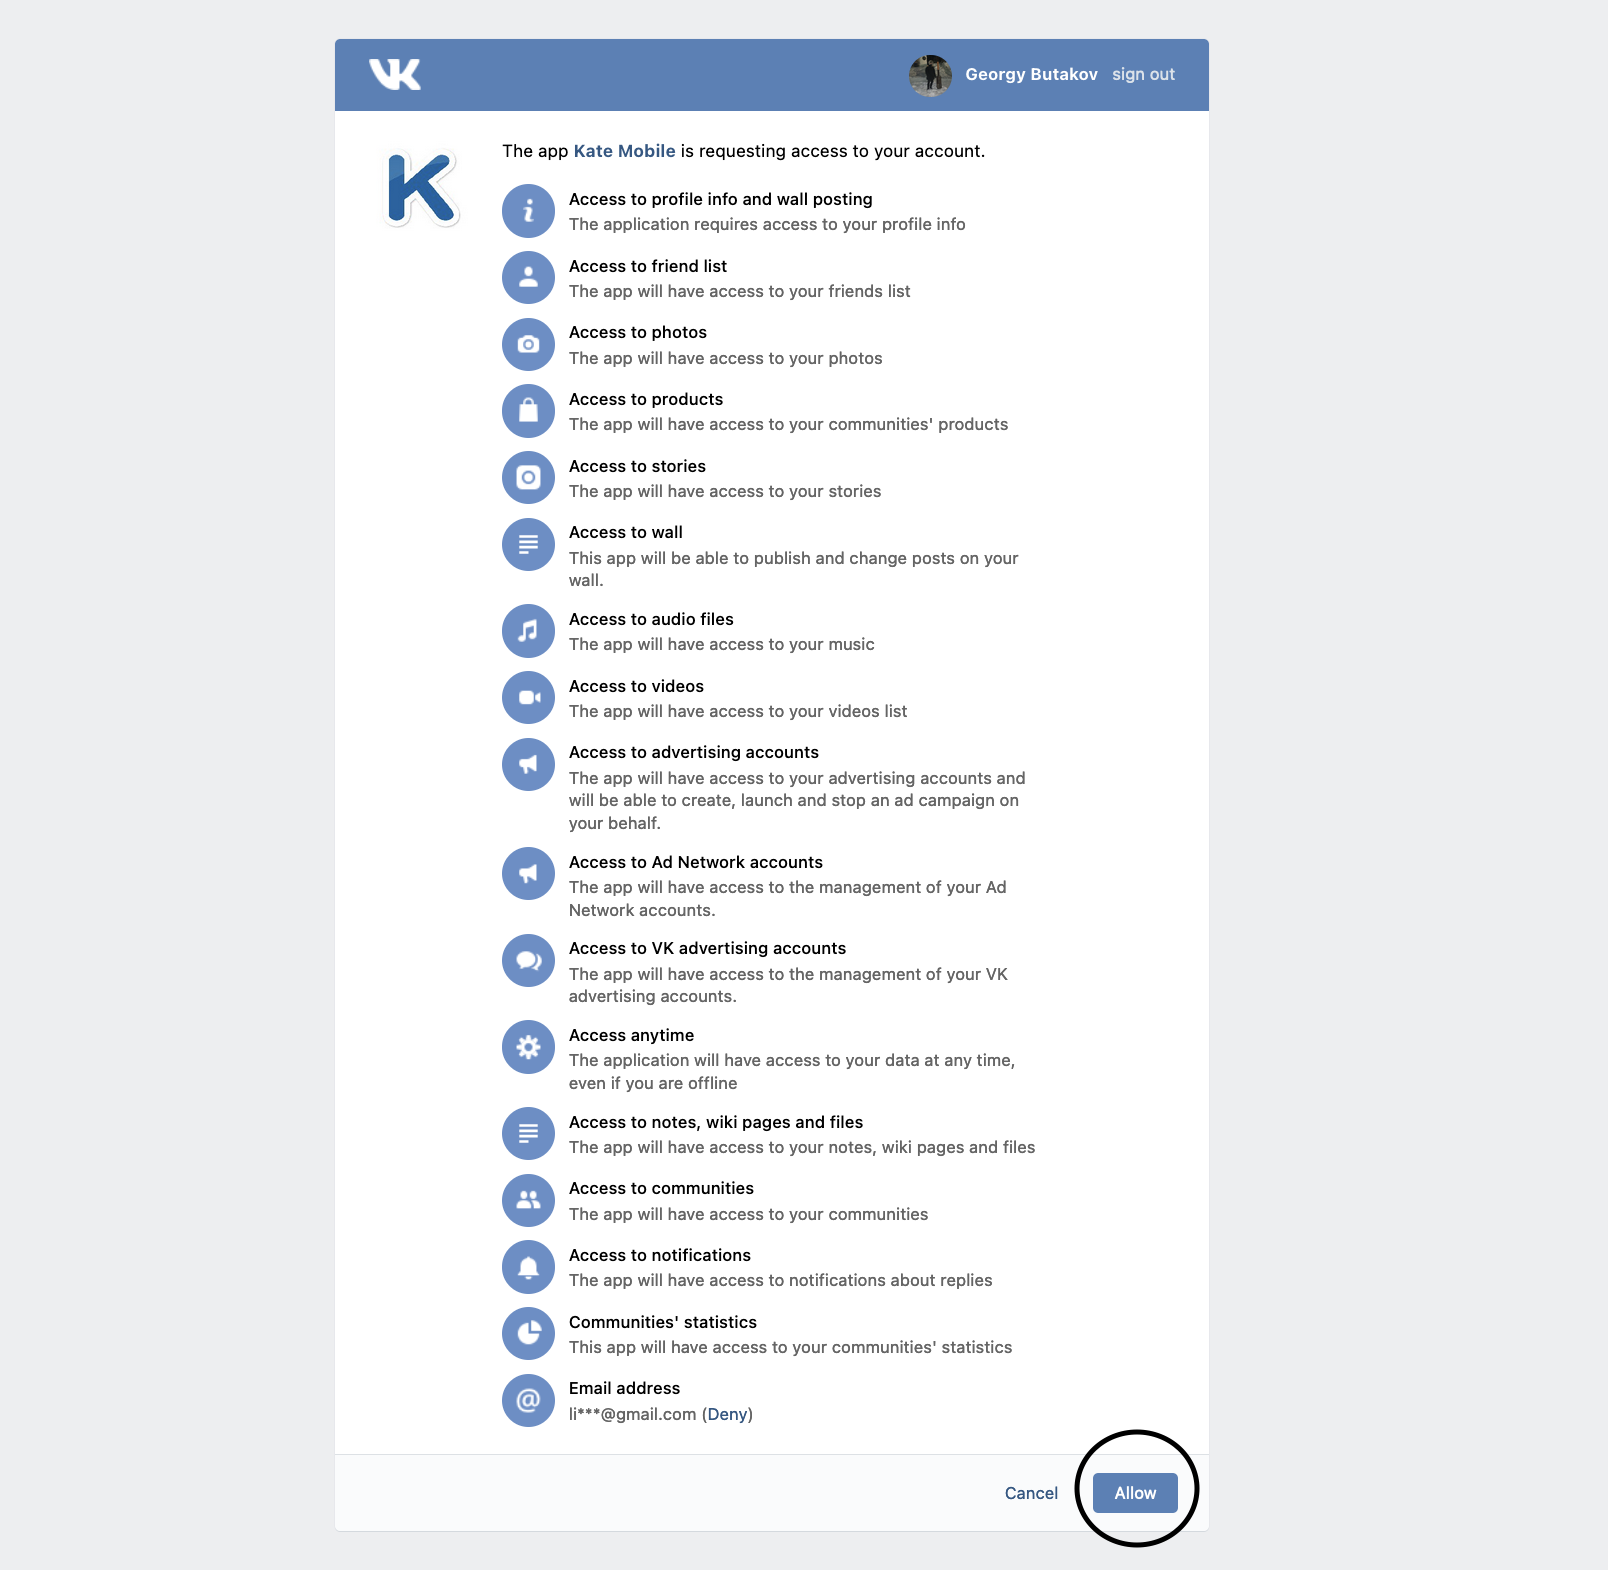 VK
Georgy Butakov sign out
K
The app Kate Mobile is requesting access to your account.
Access to profile info and wall posting
The application requires access to your profile info
Access to friend list
The app will have access to your friends list
Access to photos
The app will have access to your photos
Access to products
The app will have access to your communities' products
Access to stories
The app will have access to your stories
Access to wall
This app will be able to publish and change posts on your
wall.
Access to audio files
The app will have access to your music
Access to videos
The app will have access to your videos list
Access to advertising accounts
The app will have access to your advertising accounts and
will be able to create, launch and stop an ad campaign on
your behalf.
Access to Ad Network accounts
The app will have access to the management of your Ad
Network accounts.
Access to VK advertising accounts
The app will have access to the management of your VK
advertising accounts.
Access anytime
The application will have access to your data at any time,
even if you are offline
Access to notes, wiki pages and files
The app will have access to your notes, wiki pages and files
Access to communities
The app will have access to your communities
Access to notifications
The app will have access to notifications about replies
Communities' statistics
This app will have access to your communities' statistics
Email address
li***@gmail.com (Deny)
Cancel Allow